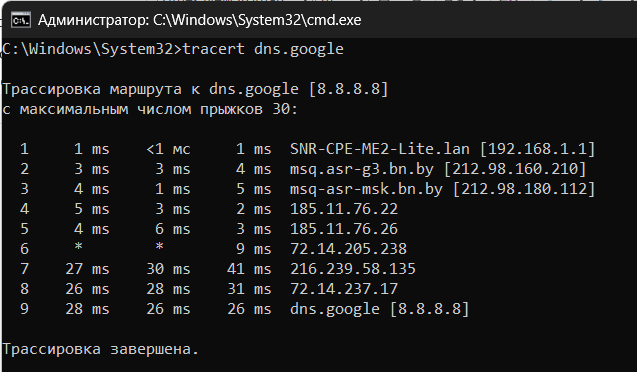 Администратор: C:\Windows\System32\cmd.exe
C:\Windows\System32>tracert dns.google
Трассировка маршрута к dns.google [8.8.8.8]
с максимальным числом прыжков 30:
1 1 ms <1 мс 1 ms SNR-CPE-ME2-Lite.lan [192.168.1.1]
2 3 ms 3 ms 4 ms msq.asr-g3.bn.by [212.98.160.210]
3 4 ms 1 ms 5 ms msq-asr-msk.bn.by [212.98.180.112]
4 5 ms 3 ms 2 ms 185.11.76.22
5 4 ms 6 ms 3 ms 185.11.76.26
6 * * 9 ms 72.14.205.238
7 27 ms 30 ms 41 ms 216.239.58.135
8 26 ms 28 ms 31 ms 72.14.237.17
9 28 ms 26 ms 26 ms dns.google [8.8.8.8]
Трассировка завершена.